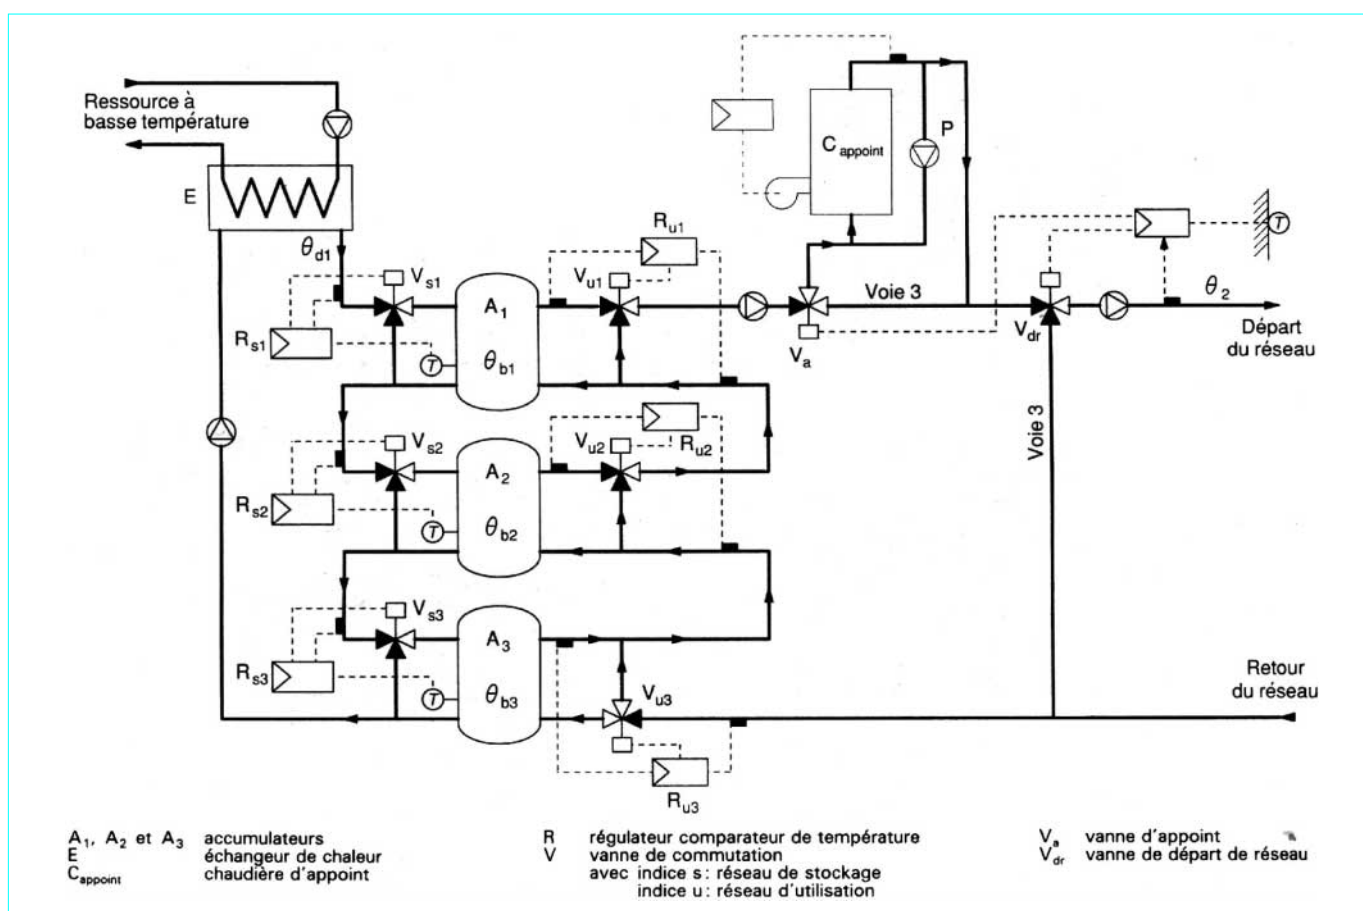 Ressource à
basse température
E
θd1
C appoint
P
Ru1
Vs1
Vu1
A1
Rs1
T
θb1
Va
Voie 3
Vdr
T
θ2
Départ
du réseau
Vs2
Vu2
Ru2
A2
Rs2
T
θb2
Voie 3
Vs3
A3
Rs3
T
θb3
Vu3
Ru3
Retour
du réseau
A1, A2 et A3 accumulateurs
E échangeur de chaleur
Cappoint chaudière d'appoint
R régulateur comparateur de température
V vanne de commutation
avec indice s : réseau de stockage
indice u : réseau d'utilisation
Va vanne d'appoint
Vdr vanne de départ de réseau